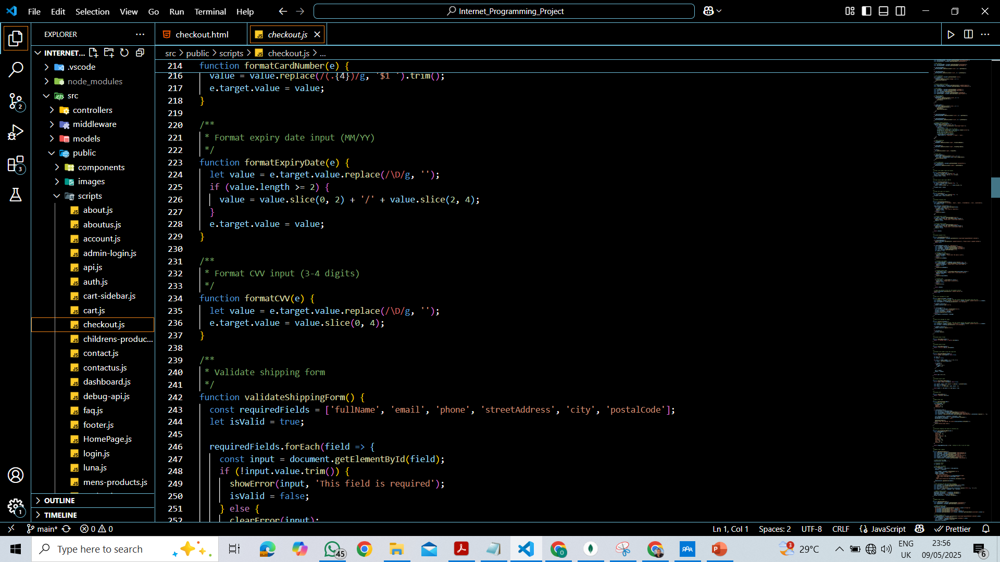 File Edit Selection View Go Run Terminal Help
Internet_Programming_Project
EXPLORER
INTERNET...
.vscode
node_modules
src
controllers
middleware
models
public
components
images
scripts
about.js
aboutus.js
account.js
admin-login.js
api.js
auth.js
cart-sidebar.js
cart.js
checkout.js
childrens-produc...
contact.js
contactus.js
dashboard.js
debug-api.js
faq.js
footer.js
HomePage.js
login.js
luna.js
mens-products.js
OUTLINE
TIMELINE
2
3
1
checkout.html
checkout.js
src > public > scripts > checkout.js > ...
214 function formatCardNumber(e) {
216 value = value.replace(/(.{4})/g, '$1 ').trim();
217 e.target.value = value;
218 }
219
220 /**
221 * Format expiry date input (MM/YY)
222 */
223 function formatExpiryDate(e) {
224 let value = e.target.value.replace(/\D/g, '');
225 if (value.length >= 2) {
226 value = value.slice(0, 2) + '/' + value.slice(2, 4);
227 }
228 e.target.value = value;
229 }
230
231 /**
232 * Format CVV input (3-4 digits)
233 */
234 function formatCVV(e) {
235 let value = e.target.value.replace(/\D/g, '');
236 e.target.value = value.slice(0, 4);
237 }
238
239 /**
240 * Validate shipping form
241 */
242 function validateShippingForm() {
243 const requiredFields = ['fullName', 'email', 'phone', 'streetAddress', 'city', 'postalCode'];
244 let isValid = true;
245
246 requiredFields.forEach(field => {
247 const input = document.getElementById(field);
248 if (!input.value.trim()) {
249 showError(input, 'This field is required');
250 isValid = false;
251 } else {
252 clearError(input);
main* 0 0
Ln 1, Col 1 Spaces: 2 UTF-8 CRLF {} JavaScript Prettier
Type here to search
45
3 29°C
ENG
UK
23:56
09/05/2025
6